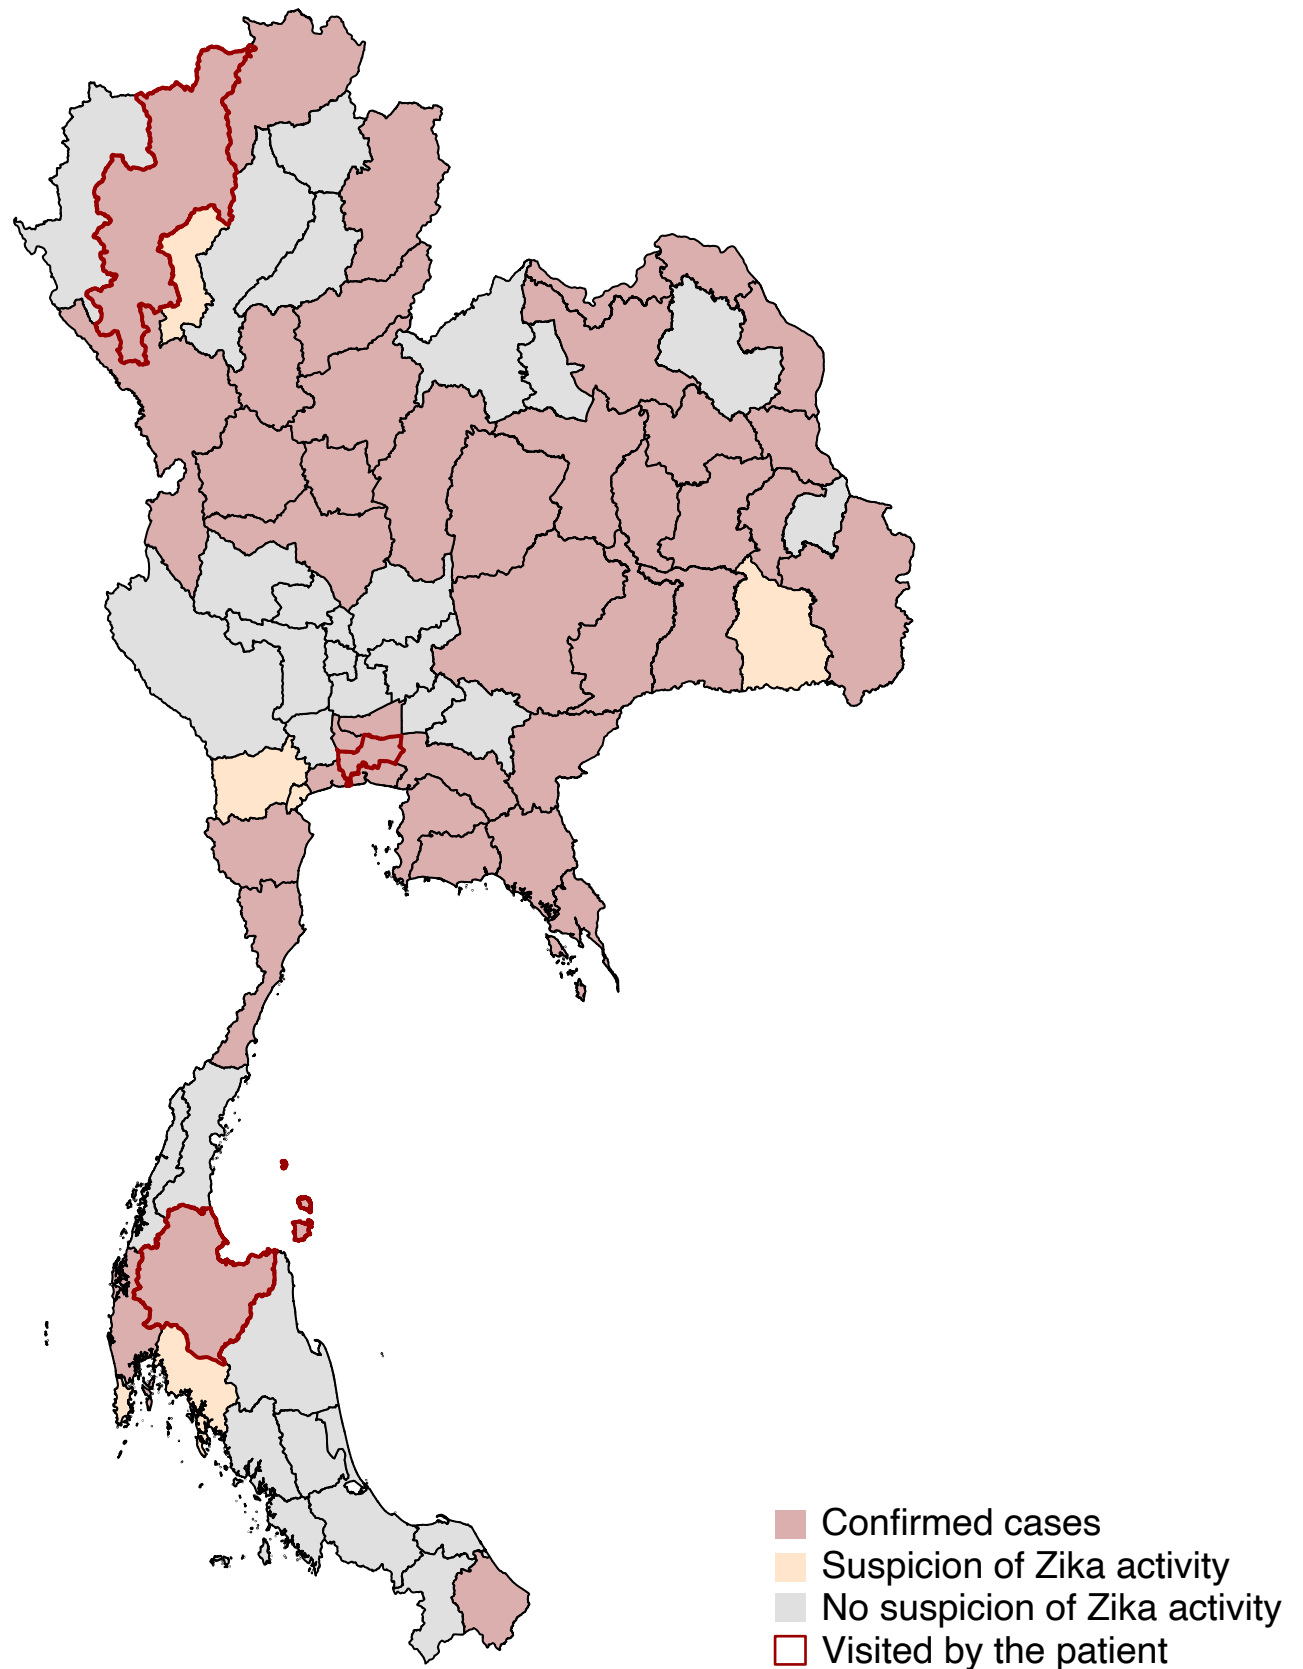 Confirmed cases
Suspicion of Zika activity
No suspicion of Zika activity
Visited by the patient